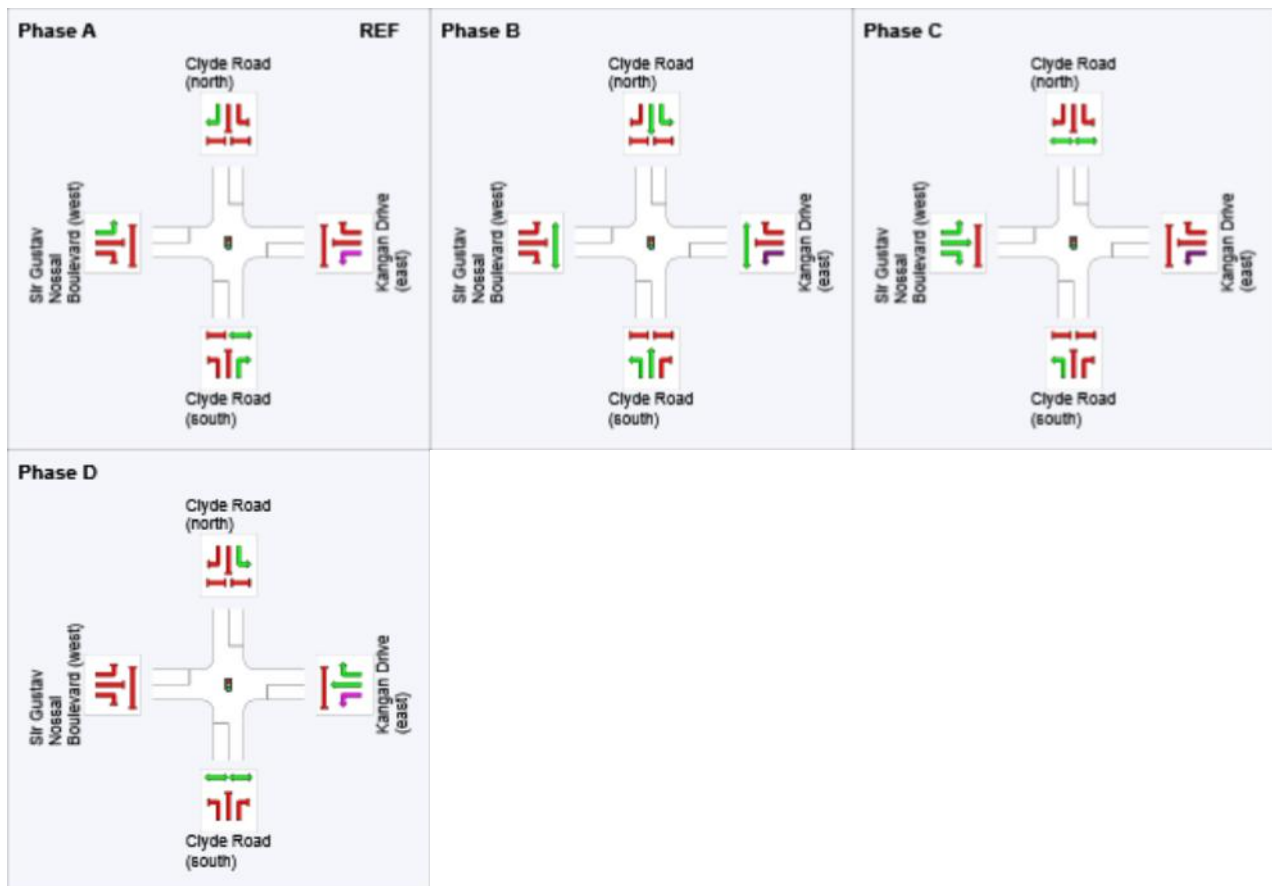 Phase A
REF
Clyde Road
(north)
Sir Gustav
Nossal
Boulevard (west)
Kangan Drive
(east)
Clyde Road
(south)
Phase B
Clyde Road
(north)
Sir Gustav
Nossal
Boulevard (west)
Kangan Drive
(east)
Clyde Road
(south)
Phase C
Clyde Road
(north)
Sir Gustav
Nossal
Boulevard (west)
Kangan Drive
(east)
Clyde Road
(south)
Phase D
Clyde Road
(north)
Sir Gustav
Nossal
Boulevard (west)
Kangan Drive
(east)
Clyde Road
(south)